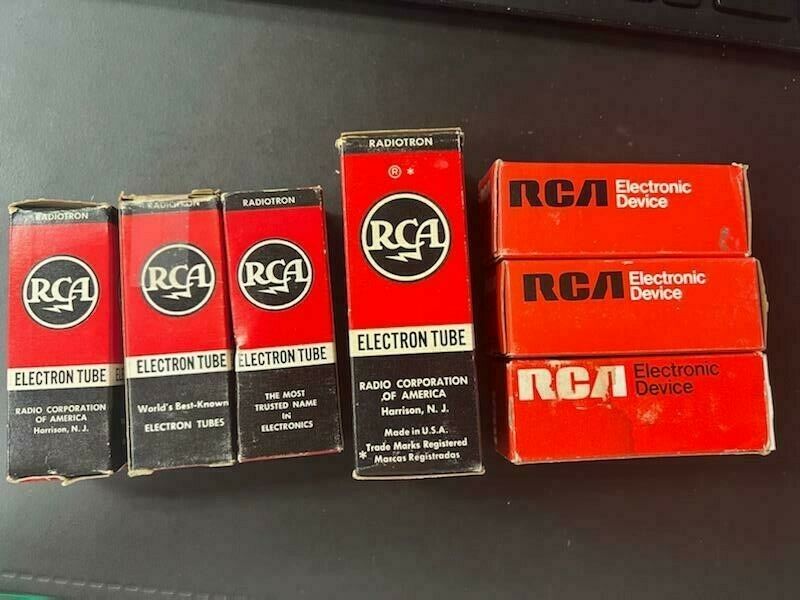 RADIOTRON
RCA
ELECTRON TUBE
RADIO CORPORATION
OF AMERICA
Harrison, N. J.
RADIOTRON
RCA
ELECTRON TUBE
World's Best-Known
ELECTRON TUBES
RADIOTRON
RCA
ELECTRON TUBE
THE MOST
TRUSTED NAME
IN
ELECTRONICS
RADIOTRON
® *
RCA
ELECTRON TUBE
RADIO CORPORATION
OF AMERICA
Harrison, N. J.
Made in U.S.A.
* Trade Marks Registered
Marcas Registradas
RCA Electronic
Device
RCA Electronic
Device
RCA Electronic
Device